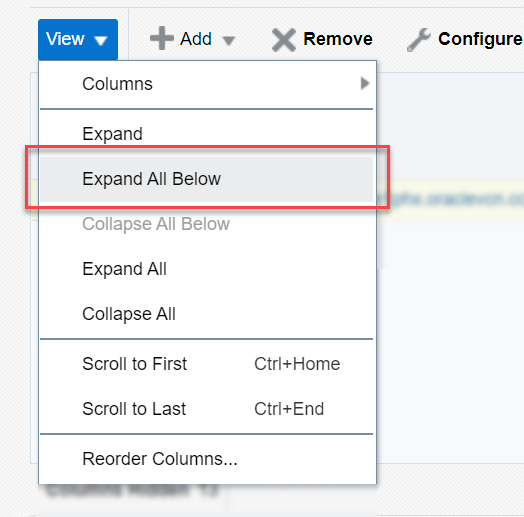 View Add Remove Configure
Columns
Expand
Expand All Below
Collapse All Below
Expand All
Collapse All
Scroll to First Ctrl+Home
Scroll to Last Ctrl+End
Reorder Columns...
Columns Hidden 13